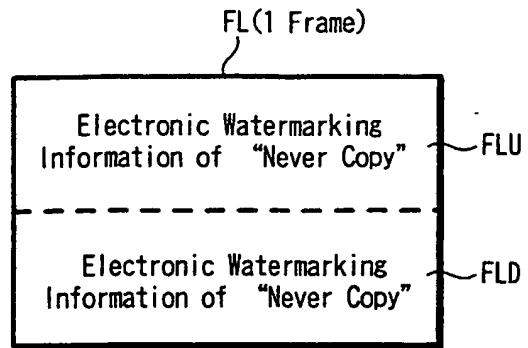 FL(1 Frame)
Electronic Watermarking
Information of "Never Copy"
FLU
Electronic Watermarking
Information of "Never Copy"
FLD